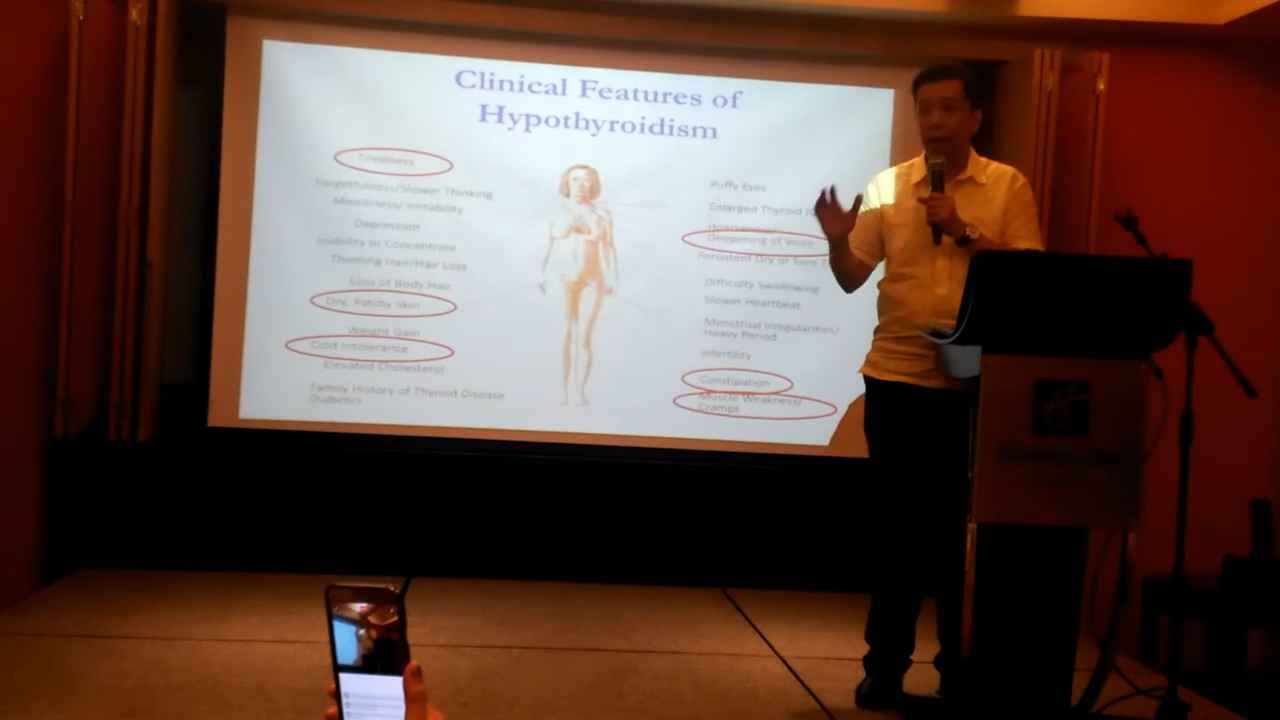 Clinical Features of
Hypothyroidism
Tiredness
Forgetfulness/Slower Thinking
Moodiness/ Irritability
Depression
Inability to Concentrate
Thinning Hair/Hair Loss
Loss of Body Hair
Dry, Patchy Skin
Weight Gain
Cold Intolerance
Elevated Cholesterol
Family History of Thyroid Disease
Diabetes
Puffy Eyes
Enlarged Thyroid
Hoarseness/
Deepening of Voice
Persistent Dry or Sore
Difficulty Swallowing
Slower Heartbeat
Menstrual Irregularities/
Heavy Period
Infertility
Constipation
Muscle Weakness/
Cramps